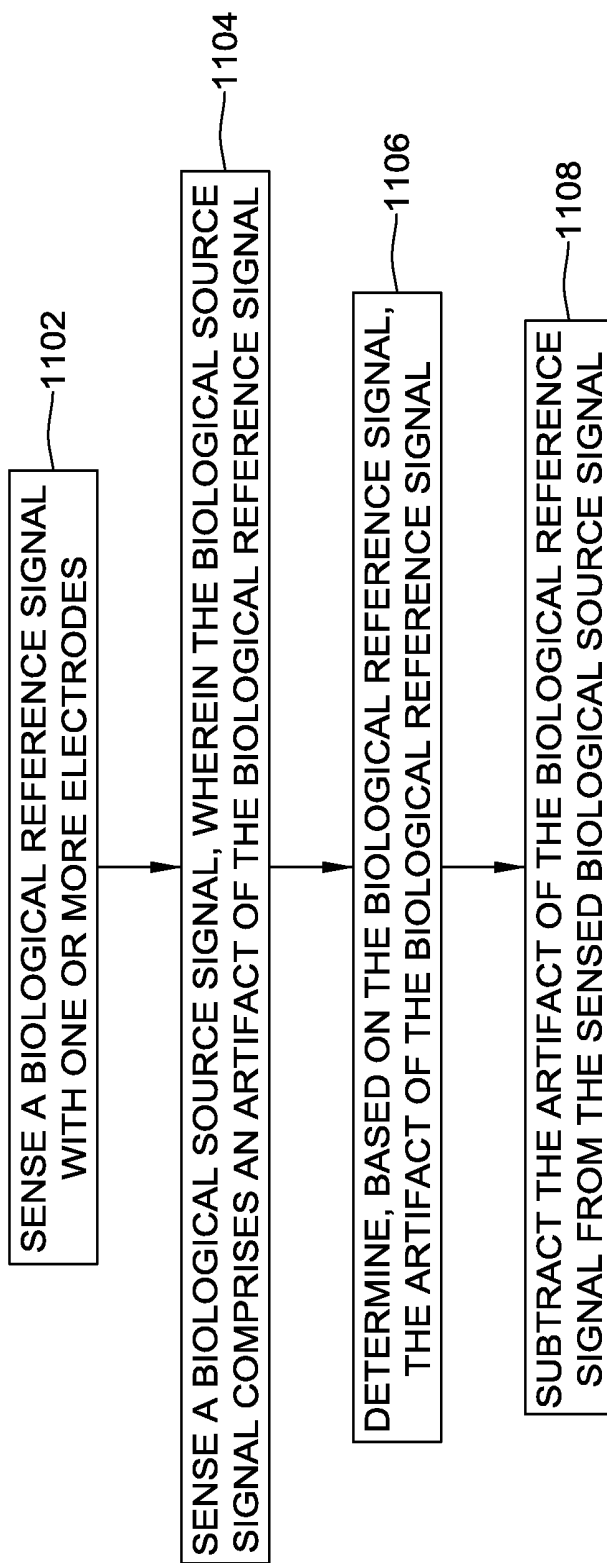 SENSE A BIOLOGICAL REFERENCE SIGNAL
WITH ONE OR MORE ELECTRODES
1102
SENSE A BIOLOGICAL SOURCE SIGNAL, WHEREIN THE BIOLOGICAL SOURCE
SIGNAL COMPRISES AN ARTIFACT OF THE BIOLOGICAL REFERENCE SIGNAL
1104
DETERMINE, BASED ON THE BIOLOGICAL REFERENCE SIGNAL,
THE ARTIFACT OF THE BIOLOGICAL REFERENCE SIGNAL
1106
SUBTRACT THE ARTIFACT OF THE BIOLOGICAL REFERENCE
SIGNAL FROM THE SENSED BIOLOGICAL SOURCE SIGNAL
1108